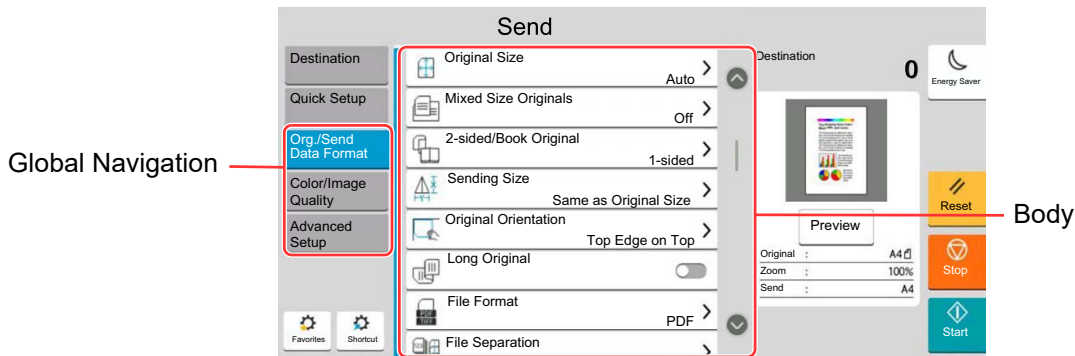 Send
Global Navigation
Destination
Quick Setup
Org./Send
Data Format
Color/Image
Quality
Advanced
Setup
Favorites
Shortcut
Original Size
Auto
Mixed Size Originals
Off
2-sided/Book Original
1-sided
Sending Size
Same as Original Size
Original Orientation
Top Edge on Top
Long Original
File Format
PDF
File Separation
Destination
0
Preview
Original : A4
Zoom : 100%
Send : A4
Energy Saver
Reset
Stop
Start
Body